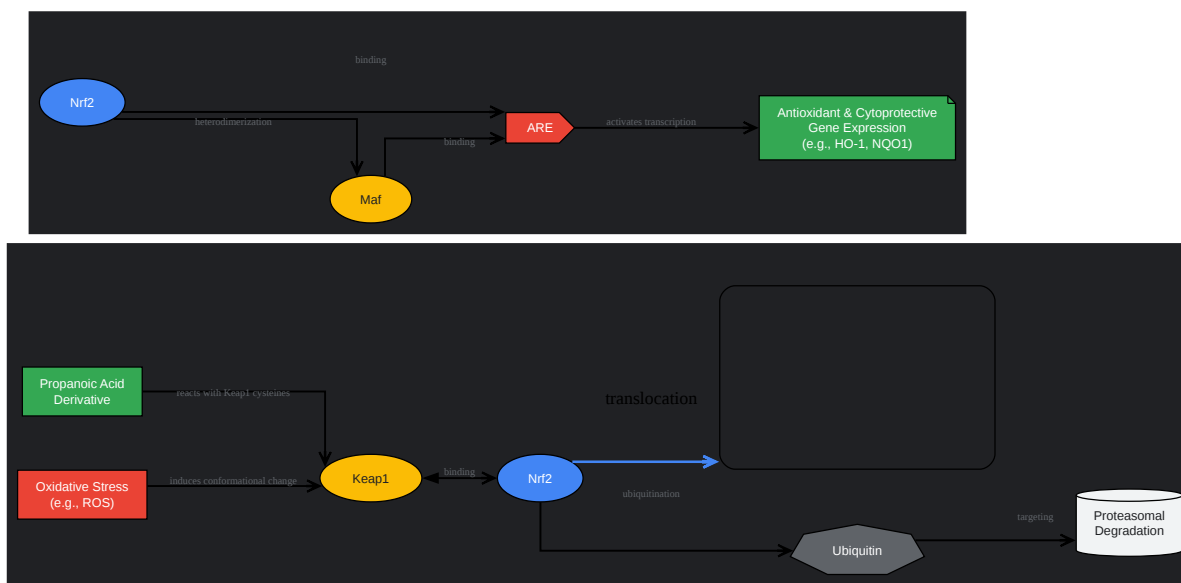 binding
Nrf2
heterodimerization
binding
ARE
activates transcription
Antioxidant & Cytoprotective
Gene Expression
(e.g., HO-1, NQO1)
Maf
Propanoic Acid
Derivative
reacts with Keap1 cysteines
translocation
Oxidative Stress
(e.g., ROS)
induces conformational change
Keap1
binding
Nrf2
ubiquitination
Ubiquitin
targeting
Proteasomal
Degradation